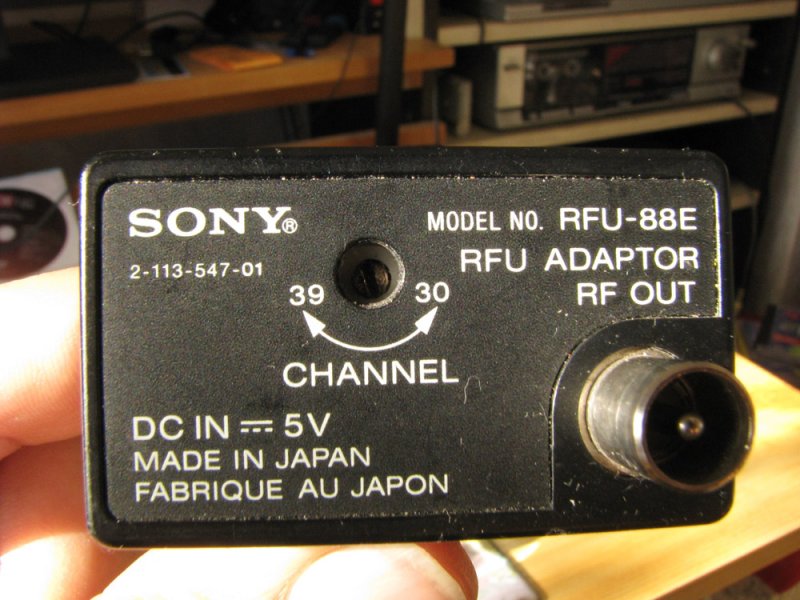 SONY®
MODEL NO. RFU-88E
2-113-547-01
RFU ADAPTOR
RF OUT
39 30
CHANNEL
DC IN ⎓ 5V
MADE IN JAPAN
FABRIQUE AU JAPON